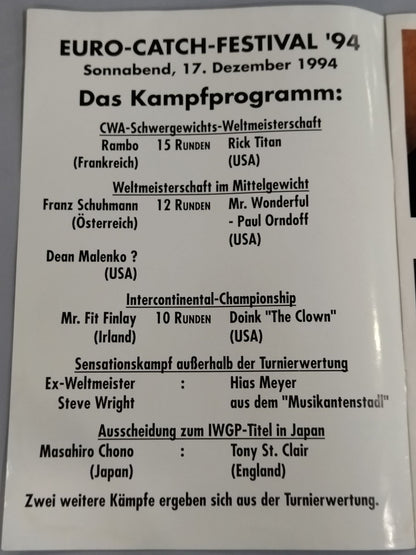 EURO-CATCH-FESTIVAL '94
Sonnabend, 17. Dezember 1994
Das Kampfprogramm:
CWA-Schwergewichts-Weltmeisterschaft
Rambo 15 RUNDEN Rick Titan
(Frankreich) (USA)
Weltmeisterschaft im Mittelgewicht
Franz Schuhmann 12 RUNDEN Mr. Wonderful
(Österreich) - Paul Orndoff
(USA)
Dean Malenko ?
(USA)
Intercontinental-Championship
Mr. Fit Finlay 10 RUNDEN Doink "The Clown"
(Irland) (USA)
Sensationskampf außerhalb der Turnierwertung
Ex-Weltmeister : Hias Meyer
Steve Wright aus dem "Musikantenstadl"
Ausscheidung zum IWGP-Titel in Japan
Masahiro Chono : Tony St. Clair
(Japan) (England)
Zwei weitere Kämpfe ergeben sich aus der Turnierwertung.